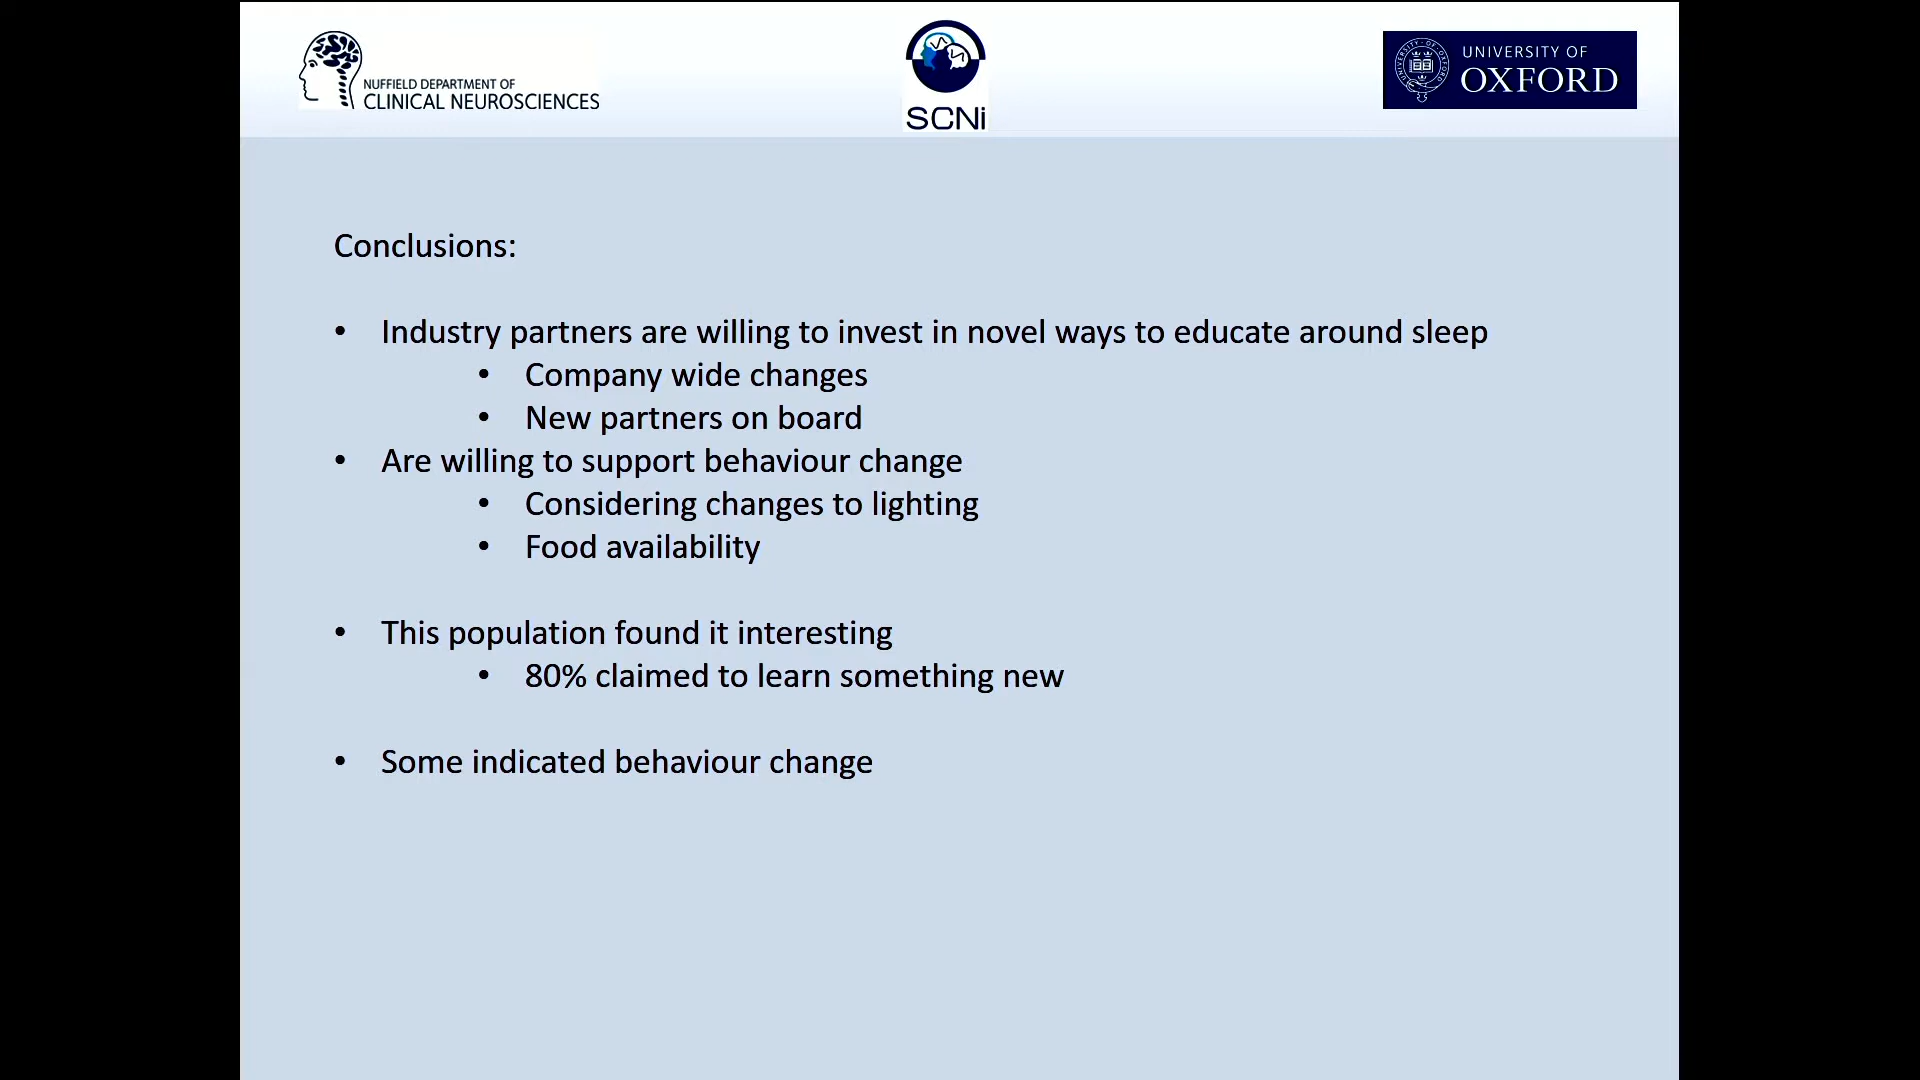 NUFFIELD DEPARTMENT OF
CLINICAL NEUROSCIENCES
SCNi
UNIVERSITY OF
OXFORD
Conclusions:
• Industry partners are willing to invest in novel ways to educate around sleep
• Company wide changes
• New partners on board
• Are willing to support behaviour change
• Considering changes to lighting
• Food availability
• This population found it interesting
• 80% claimed to learn something new
• Some indicated behaviour change